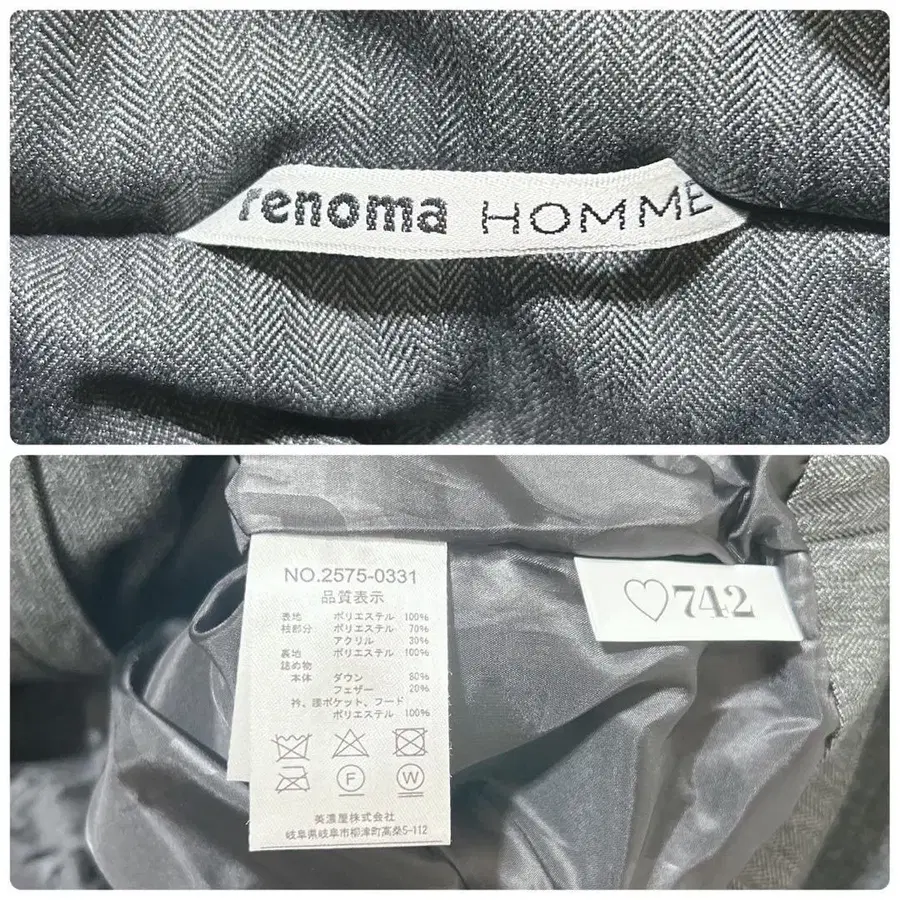 renoma HOMME
NO.2575-0331
品質表示
表地 ポリエステル 100%
枝部分 ポリエステル 70%
アクリル 30%
裏地 ポリエステル 100%
詰め物
本体 ダウン 80%
フェザー 20%
衿、腰ポケット、フード
ポリエステル 100%
F W
美濃屋株式会社
岐阜県岐阜市柳津町高桑5-112
♡742